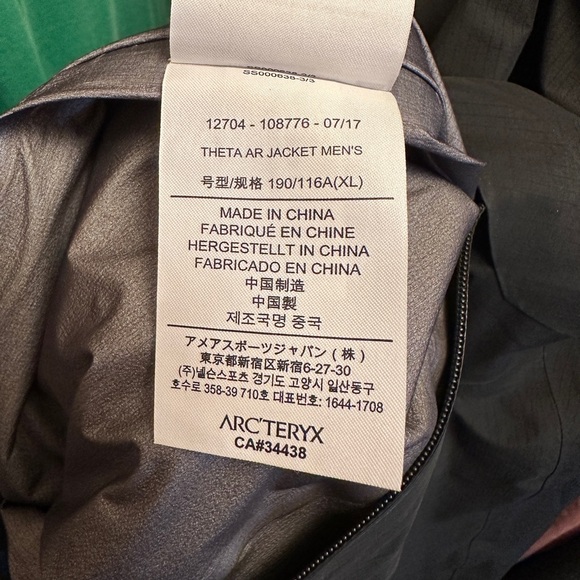 SS000638-3/3
12704 - 108776 - 07/17
THETA AR JACKET MEN'S
号型/规格 190/116A(XL)
MADE IN CHINA
FABRIQUÉ EN CHINE
HERGESTELLT IN CHINA
FABRICADO EN CHINA
中国制造
中国製
제조국명 중국
アメアスポーツジャパン(株)
東京都新宿区新宿6-27-30
(주)넬슨스포츠 경기도 고양시 일산동구
호수로 358-39 710호 대표번호: 1644-1708
ARC'TERYX
CA#34438